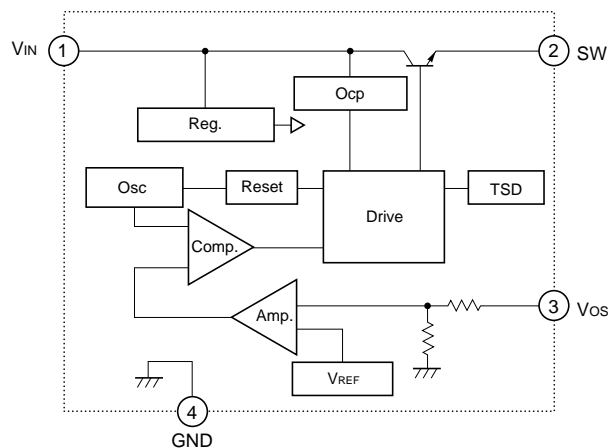 VIN
1
2
SW
Ocp
Reg.
Osc
Reset
Drive
TSD
Comp.
Amp.
3
VOS
VREF
4
GND